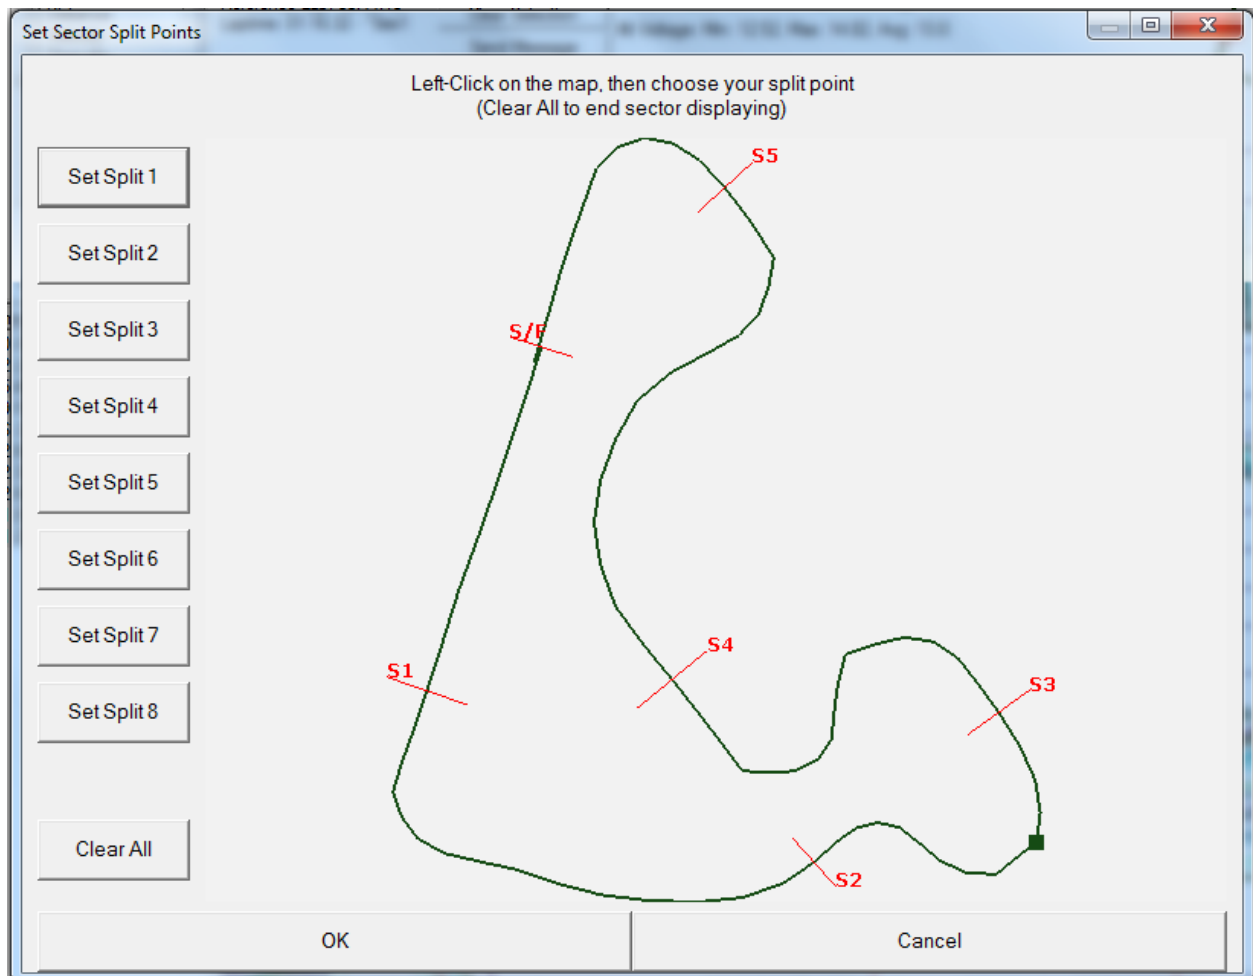 Set Sector Split Points
Left-Click on the map, then choose your split point
(Clear All to end sector displaying)
Set Split 1
Set Split 2
Set Split 3
Set Split 4
Set Split 5
Set Split 6
Set Split 7
Set Split 8
Clear All
S5
S/F
S4
S1
S3
S2
OK
Cancel